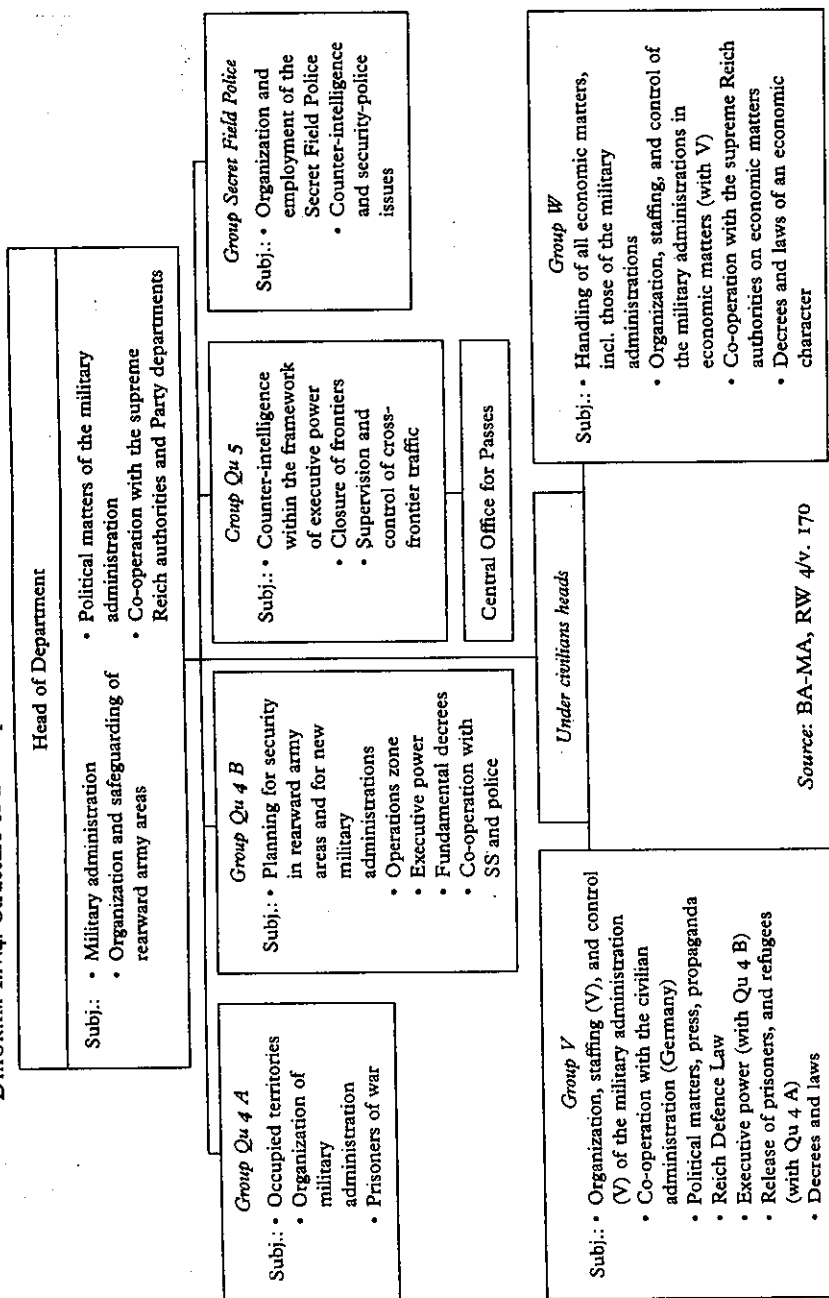 Head of Department
Subj.: • Military administration
• Organization and safeguarding of
rearward army areas
• Political matters of the military
administration
• Co-operation with the supreme
Reich authorities and Party departments
Group Qu 4 A
Subj.: • Occupied territories
• Organization of
military
administration
• Prisoners of war
Group Qu 4 B
Subj.: • Planning for security
in rearward army
areas and for new
military
administrations
• Operations zone
• Executive power
• Fundamental decrees
• Co-operation with
SS and police
Group Qu 5
Subj.: • Counter-intelligence
within the framework
of executive power
• Closure of frontiers
• Supervision and
control of cross-
frontier traffic
Central Office for Passes
Group Secret Field Police
Subj.: • Organization and
employment of the
Secret Field Police
• Counter-intelligence
and security-police
issues
Under civilians heads
Group V
Subj.: • Organization, staffing (V), and control
(V) of the military administration
• Co-operation with the civilian
administration (Germany)
• Political matters, press, propaganda
• Reich Defence Law
• Executive power (with Qu 4 B)
• Release of prisoners, and refugees
(with Qu 4 A)
• Decrees and laws
Group W
Subj.: • Handling of all economic matters,
incl. those of the military
administrations
• Organization, staffing, and control of
the military administrations in
economic matters (with V)
• Co-operation with the supreme Reich
authorities on economic matters
• Decrees and laws of an economic
character
Source: BA-MA, RW 4/v. 170